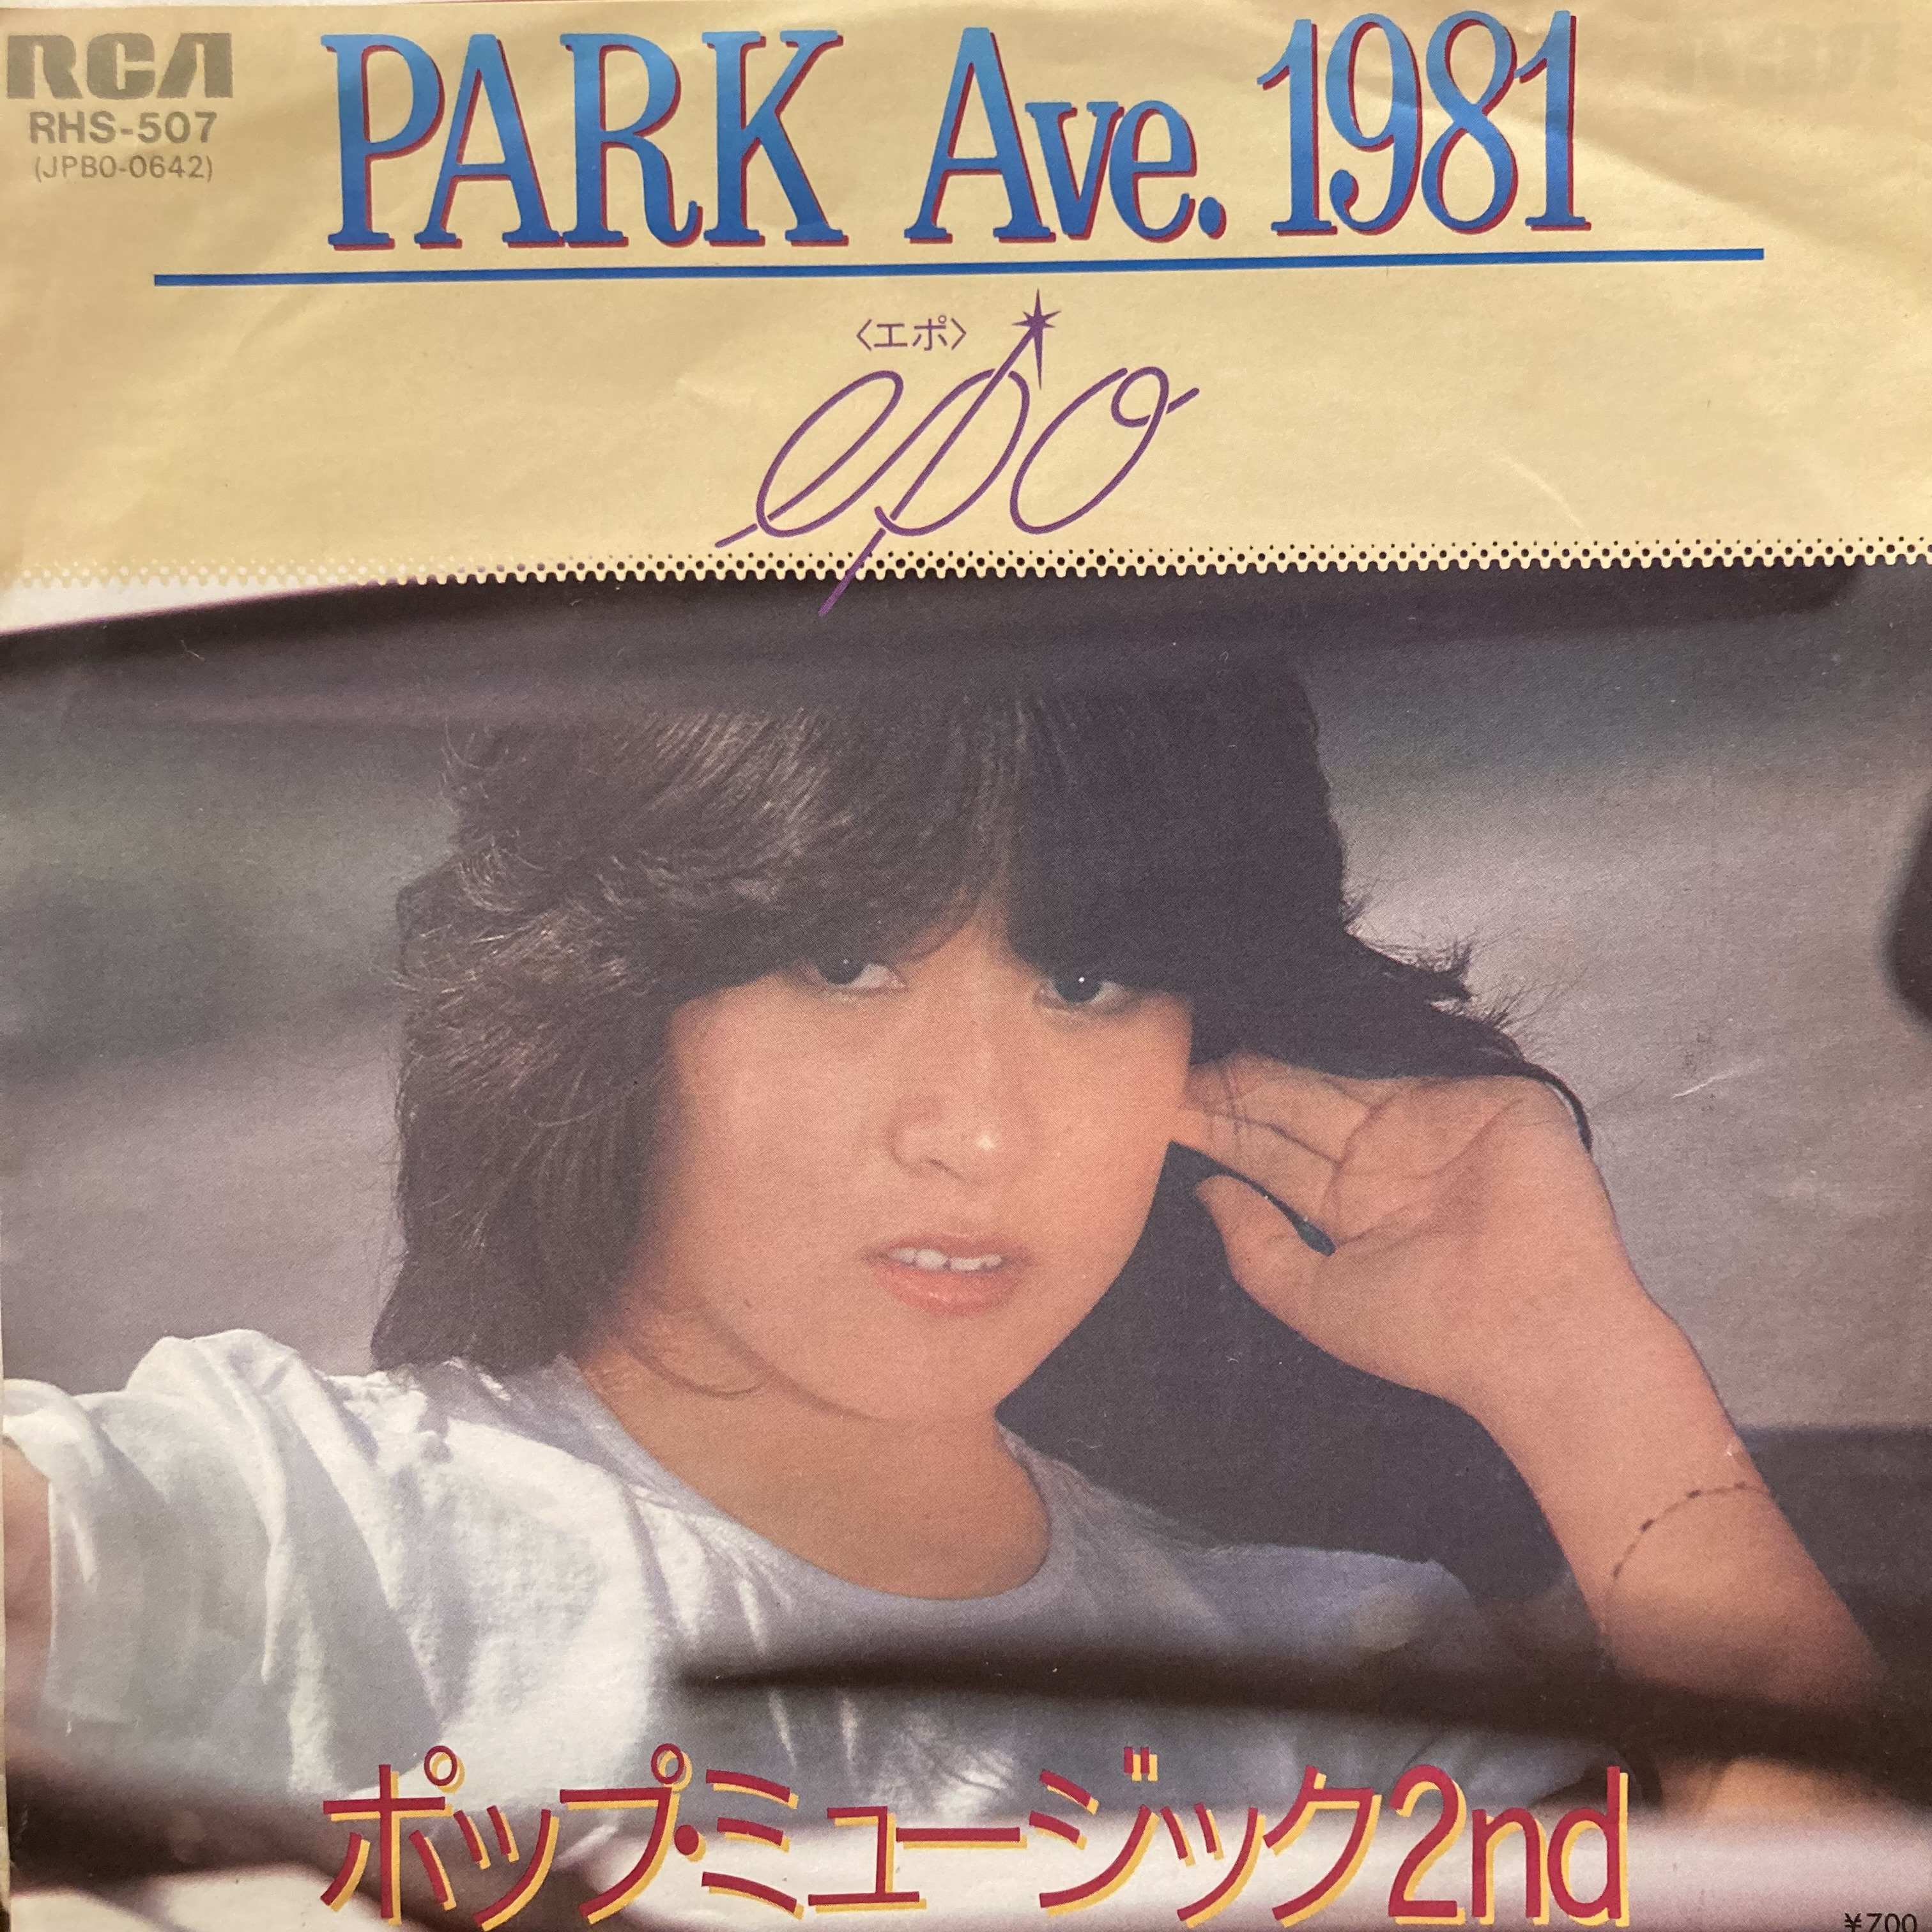 RCA
RHS-507
(JPBO-0642)
PARK Ave. 1981
〈エポ〉
epo
ポップ・ミュージック2nd
¥700